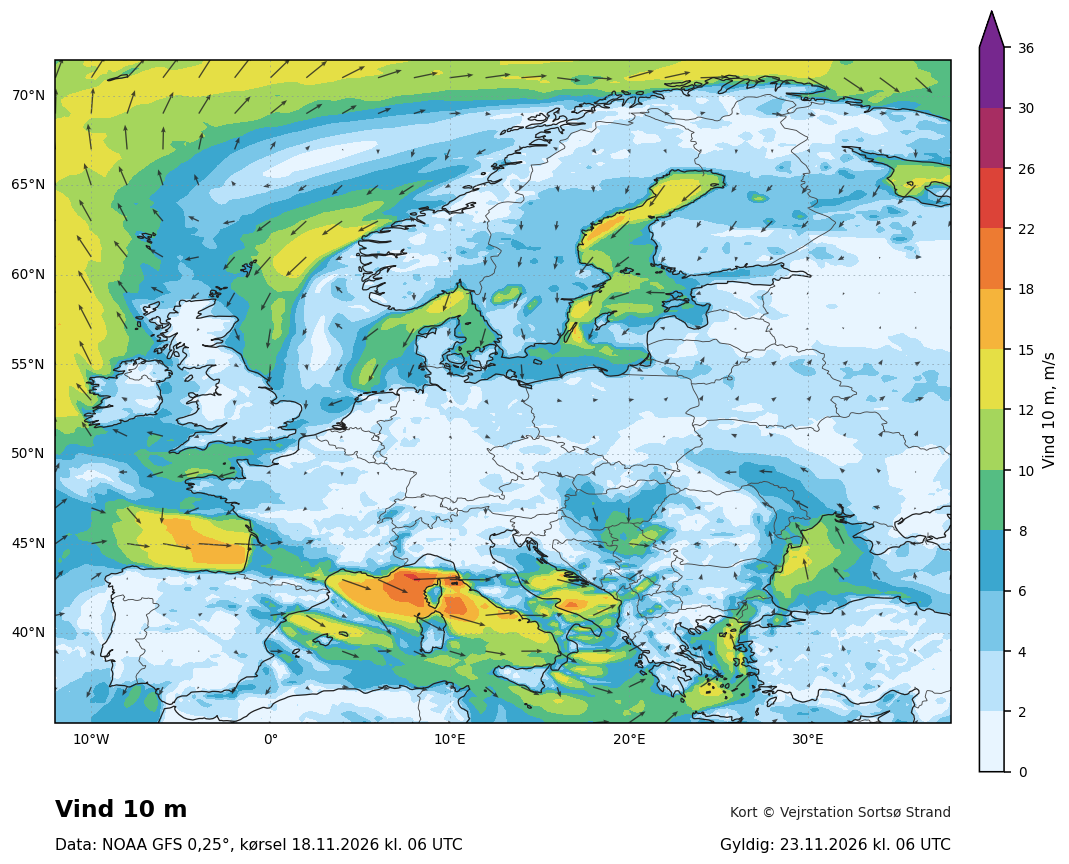 70°N
65°N
60°N
55°N
50°N
45°N
40°N
10°W
0°
10°E
20°E
30°E
36
30
26
22
18
15
12
10
8
6
4
2
0
Vind 10 m, m/s
Vind 10 m
Kort © Vejrstation Sortsø Strand
Data: NOAA GFS 0,25°, kørsel 18.11.2026 kl. 06 UTC
Gyldig: 23.11.2026 kl. 06 UTC